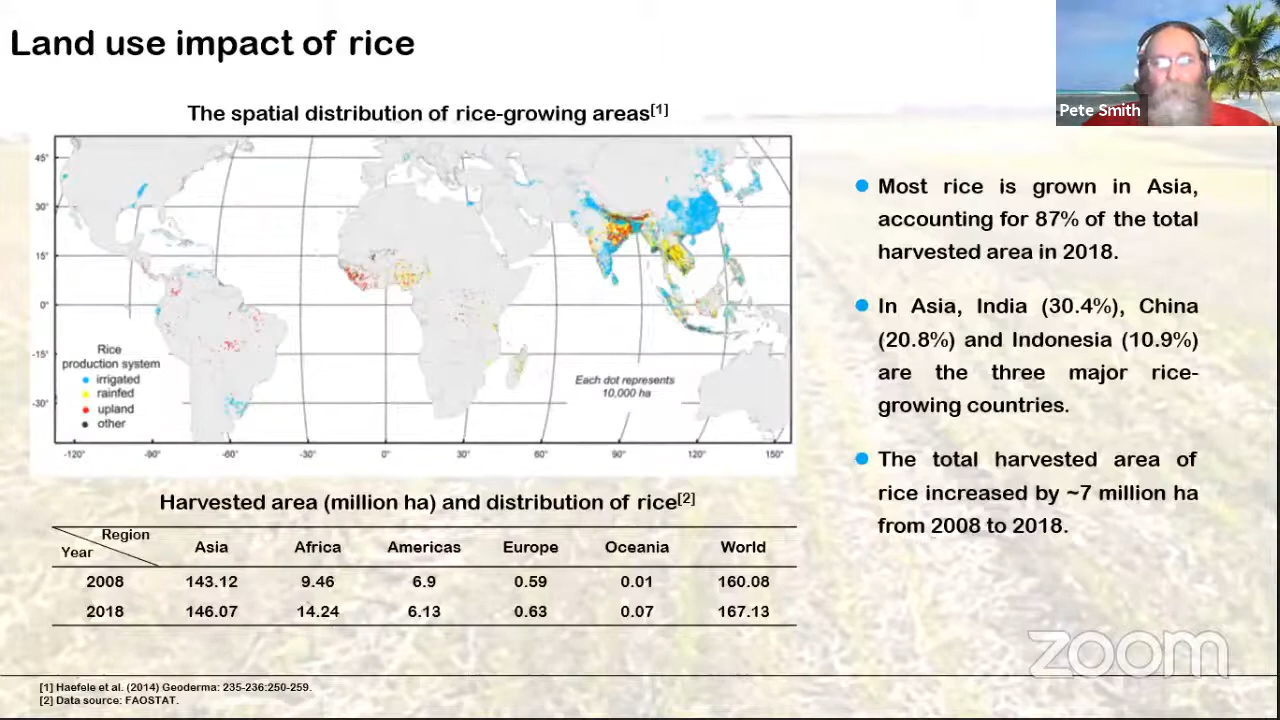 Land use impact of rice
Pete Smith
The spatial distribution of rice-growing areas[1]
45°
30°
15°
0°
-15°
-30°
-120° -90° -60° -30° 0° 30° 60° 90° 120° 150°
Rice
production system
irrigated
rainfed
upland
other
Each dot represents
10,000 ha
Harvested area (million ha) and distribution of rice[2]
Region
Year Asia Africa Americas Europe Oceania World
2008 143.12 9.46 6.9 0.59 0.01 160.08
2018 146.07 14.24 6.13 0.63 0.07 167.13
Most rice is grown in Asia,
accounting for 87% of the total
harvested area in 2018.
In Asia, India (30.4%), China
(20.8%) and Indonesia (10.9%)
are the three major rice-
growing countries.
The total harvested area of
rice increased by ~7 million ha
from 2008 to 2018.
zoom
[1] Haefele et al. (2014) Geoderma: 235-236:250-259.
[2] Data source: FAOSTAT.